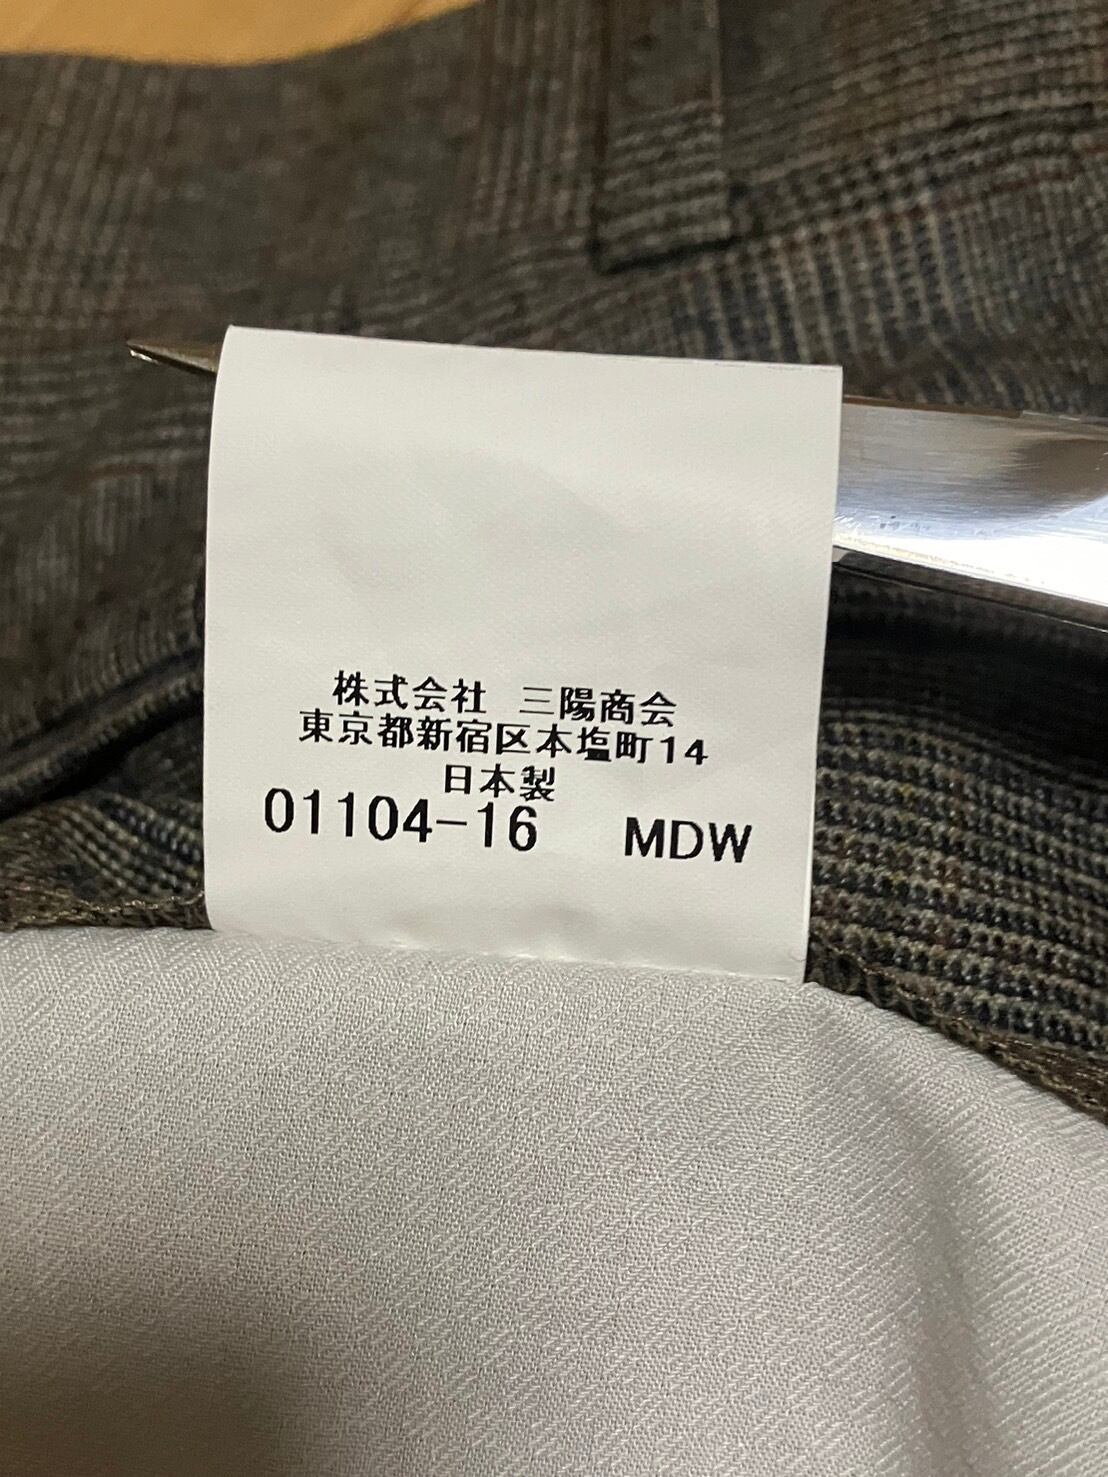 株式会社 三陽商会
東京都新宿区本塩町14
日本製
01104-16 MDW